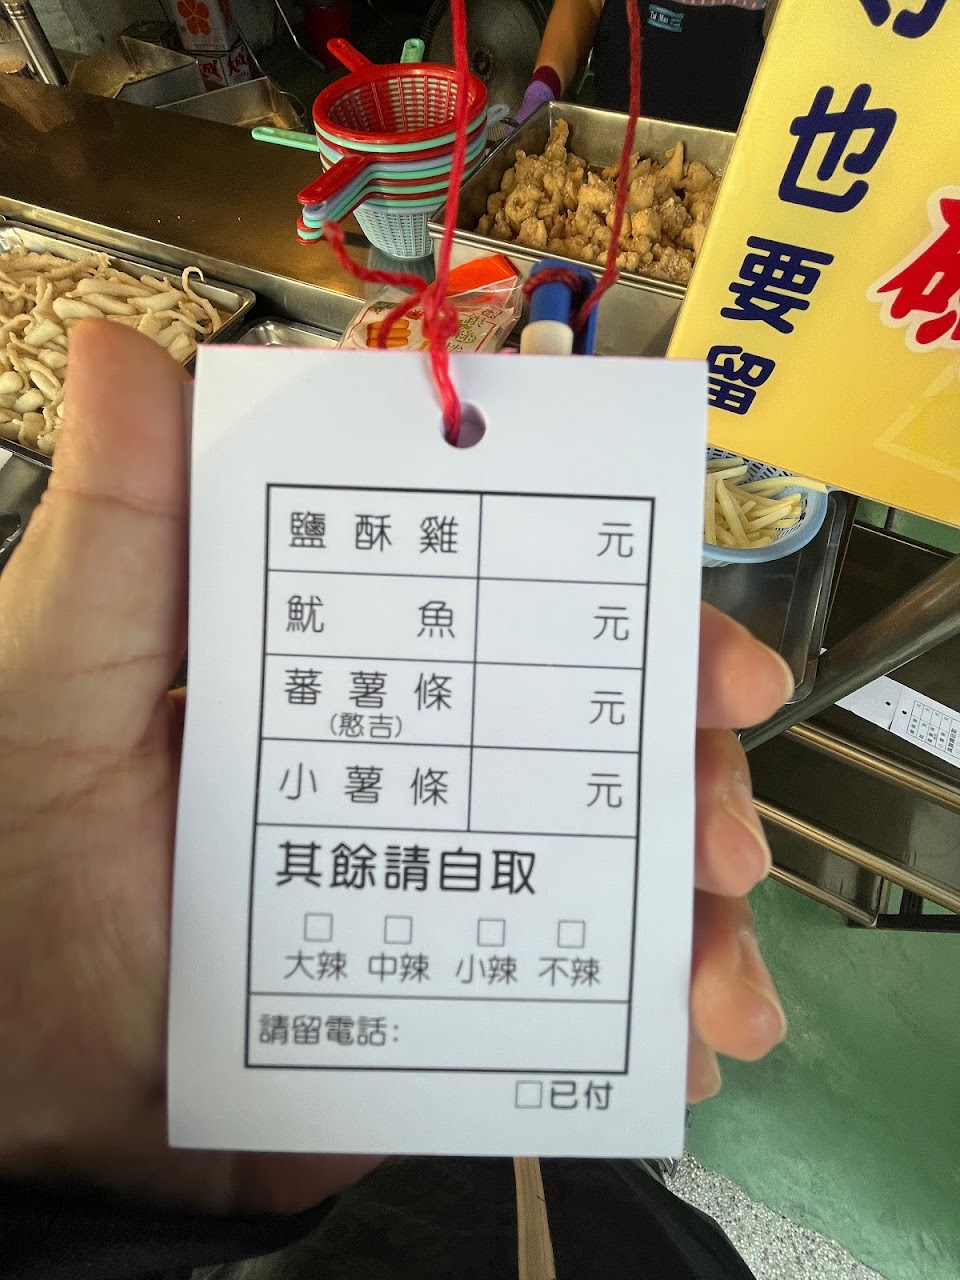 Tai Mau
也要留
鹽酥雞 元
魷魚 元
蕃薯條 元
(憨吉)
小薯條 元
其餘請自取
□ □ □ □
大辣 中辣 小辣 不辣
請留電話:
□已付